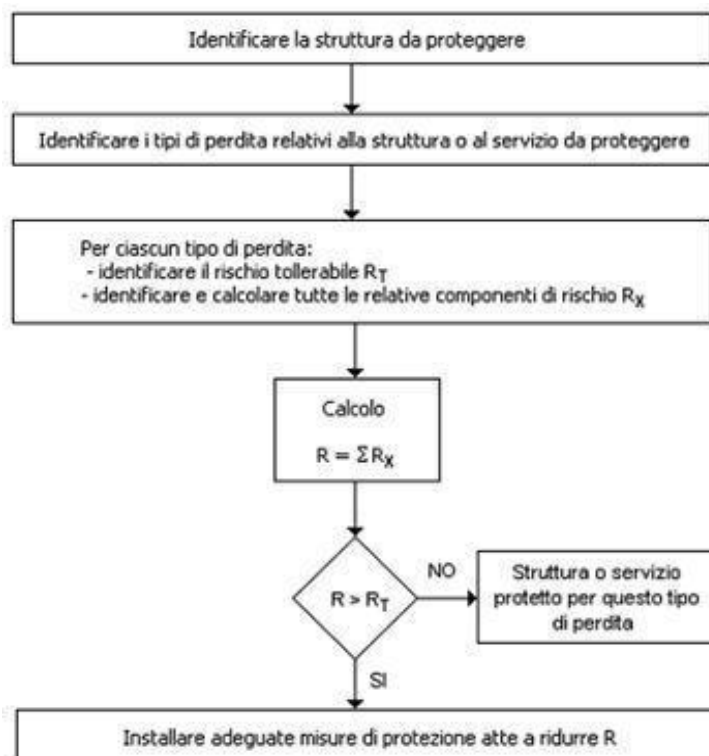 Identificare la struttura da proteggere
Identificare i tipi di perdita relativi alla struttura o al servizio da proteggere
Per ciascun tipo di perdita:
- identificare il rischio tollerabile RT
- identificare e calcolare tutte le relative componenti di rischio RX
Calcolo
R = ΣRX
R > RT
NO
Struttura o servizio
protetto per questo tipo
di perdita
SI
Installare adeguate misure di protezione atte a ridurre R